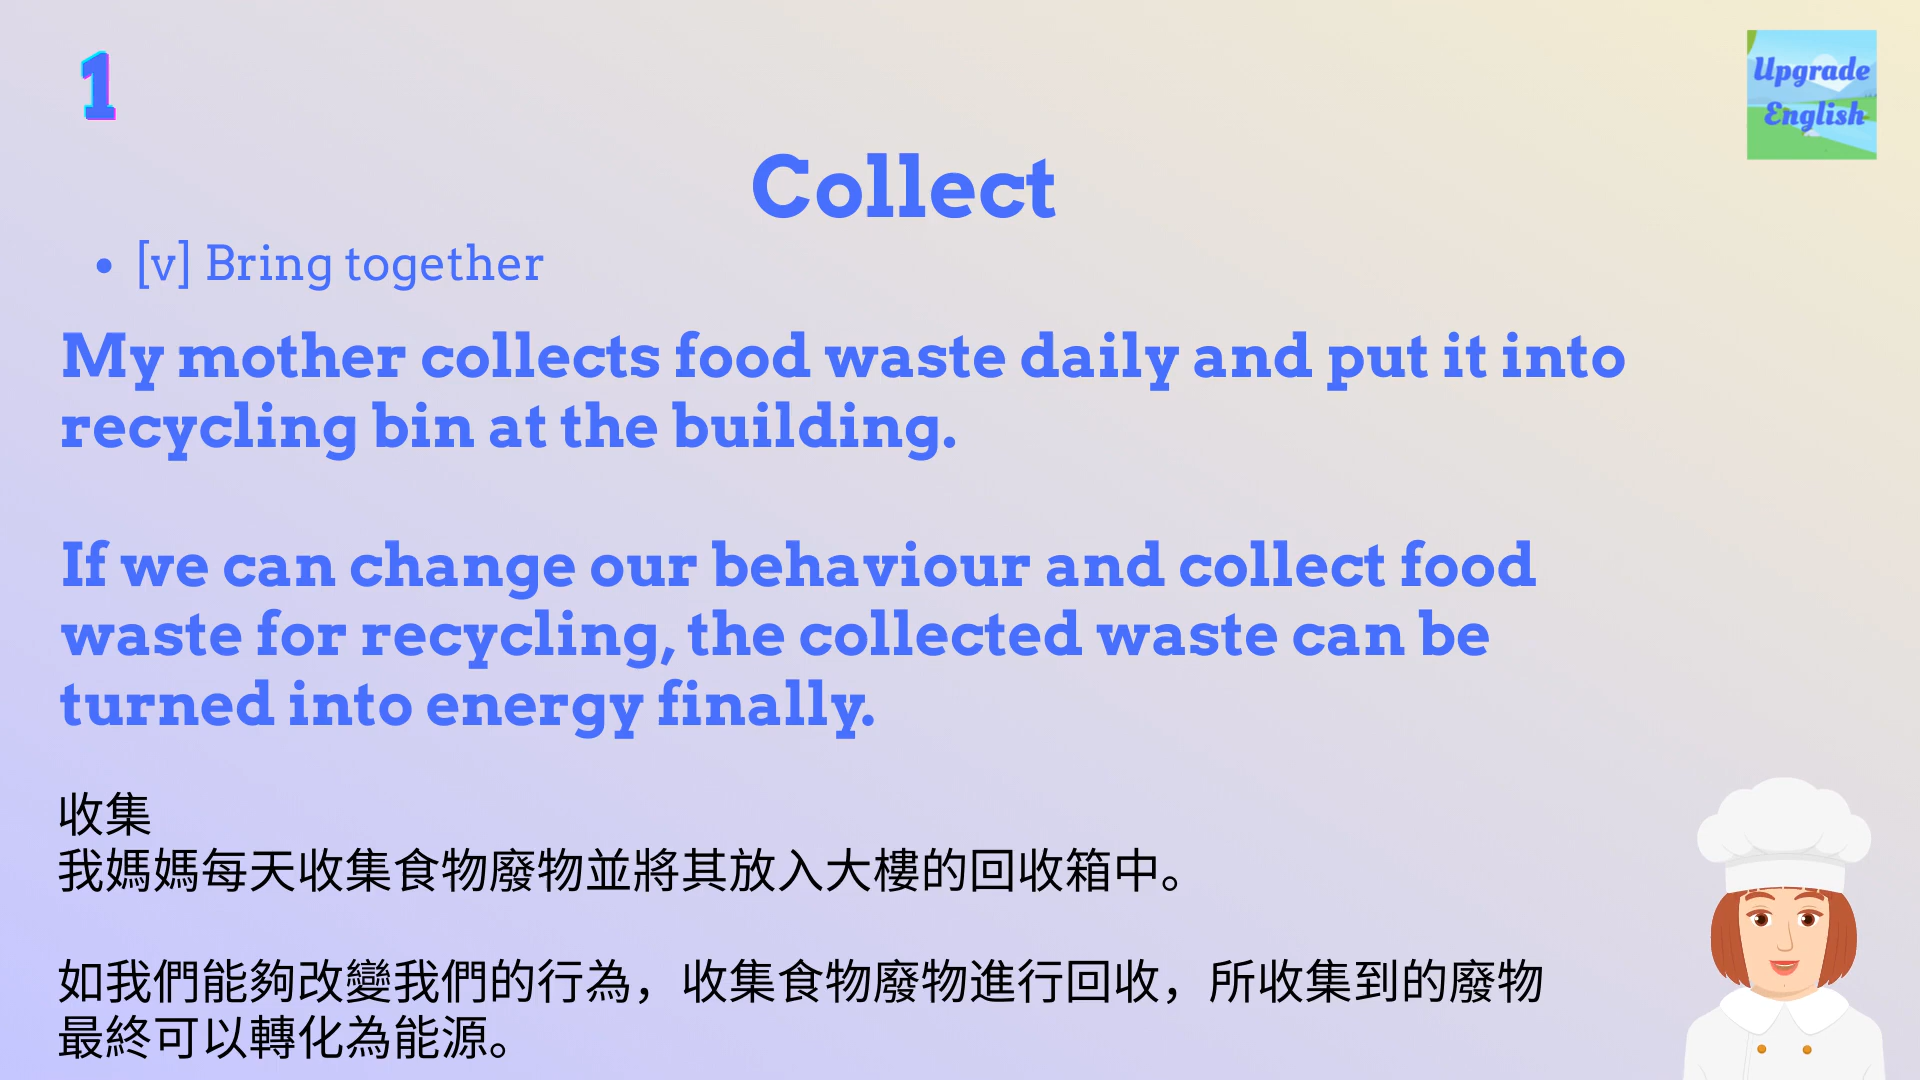 1
Upgrade
English
Collect
• [v] Bring together
My mother collects food waste daily and put it into
recycling bin at the building.
If we can change our behaviour and collect food
waste for recycling, the collected waste can be
turned into energy finally.
收集
我媽媽每天收集食物廢物並將其放入大樓的回收箱中。
如我們能夠改變我們的行為，收集食物廢物進行回收，所收集到的廢物
最終可以轉化為能源。